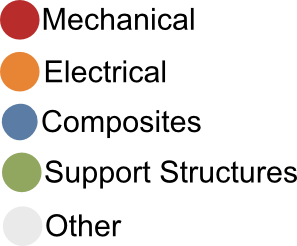 Mechanical
Electrical
Composites
Support Structures
Other